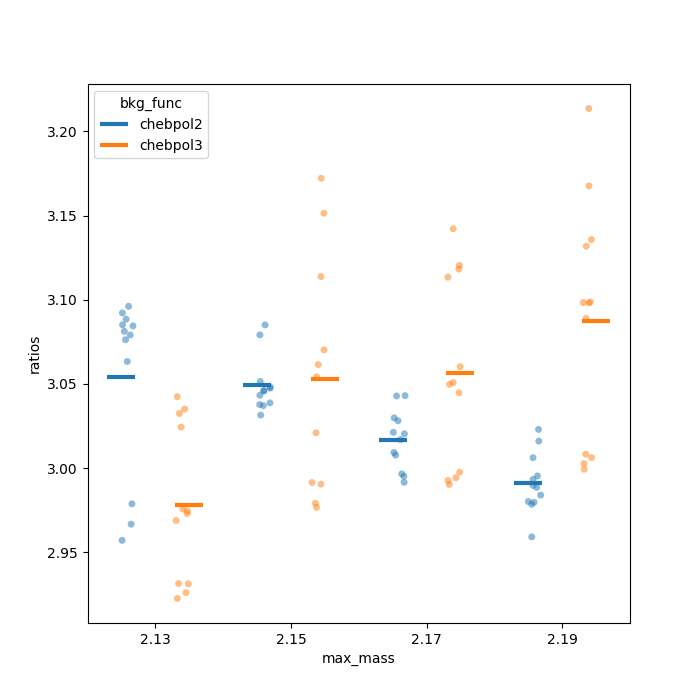 bkg_func
chebpol2
chebpol3
3.20
3.15
3.10
3.05
3.00
2.95
ratios
2.13
2.15
2.17
2.19
max_mass